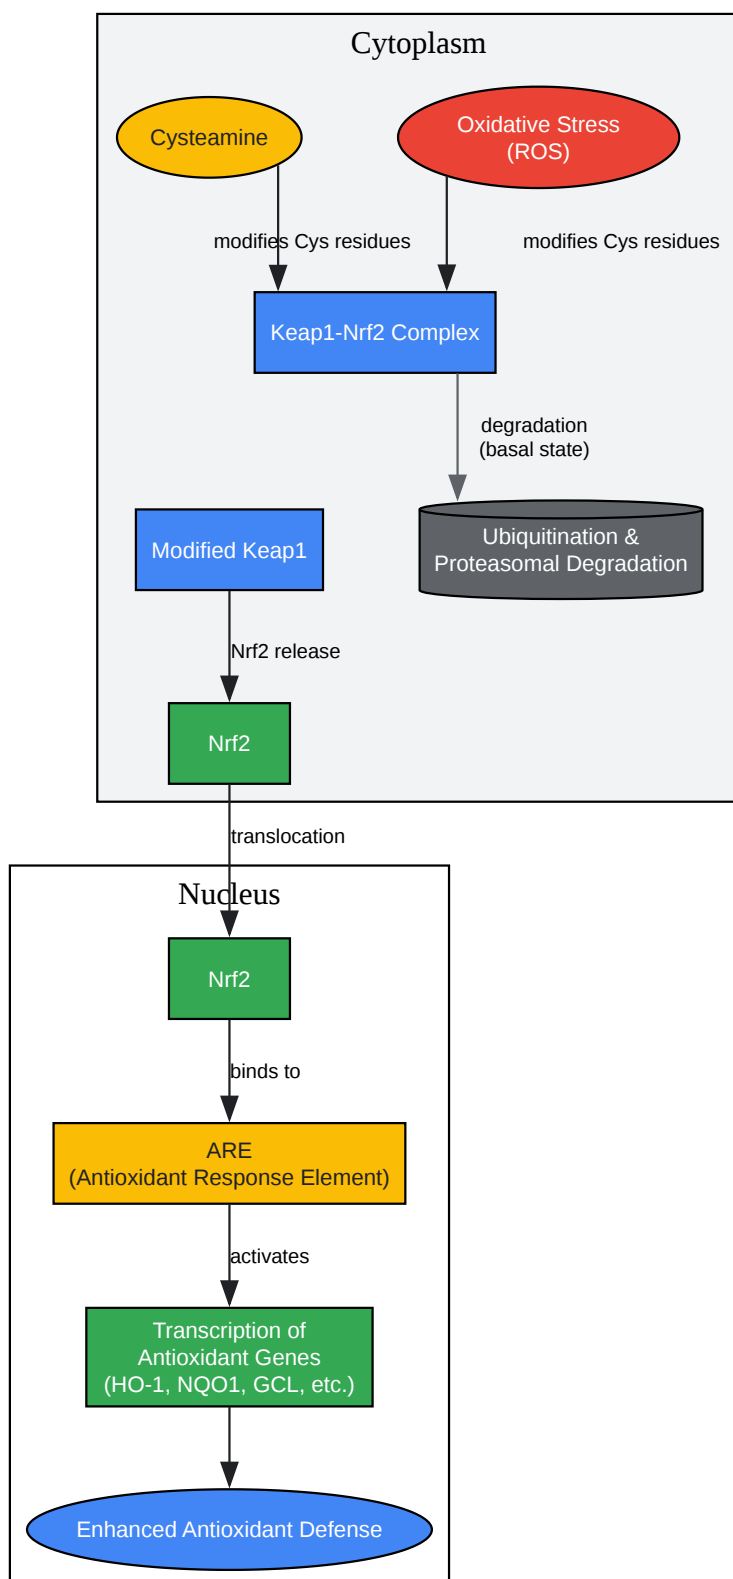 Cytoplasm
Cysteamine
Oxidative Stress
(ROS)
modifies Cys residues
modifies Cys residues
Keap1-Nrf2 Complex
degradation
(basal state)
Modified Keap1
Ubiquitination &
Proteasomal Degradation
Nrf2 release
Nrf2
translocation
Nucleus
Nrf2
binds to
ARE
(Antioxidant Response Element)
activates
Transcription of
Antioxidant Genes
(HO-1, NQO1, GCL, etc.)
Enhanced Antioxidant Defense